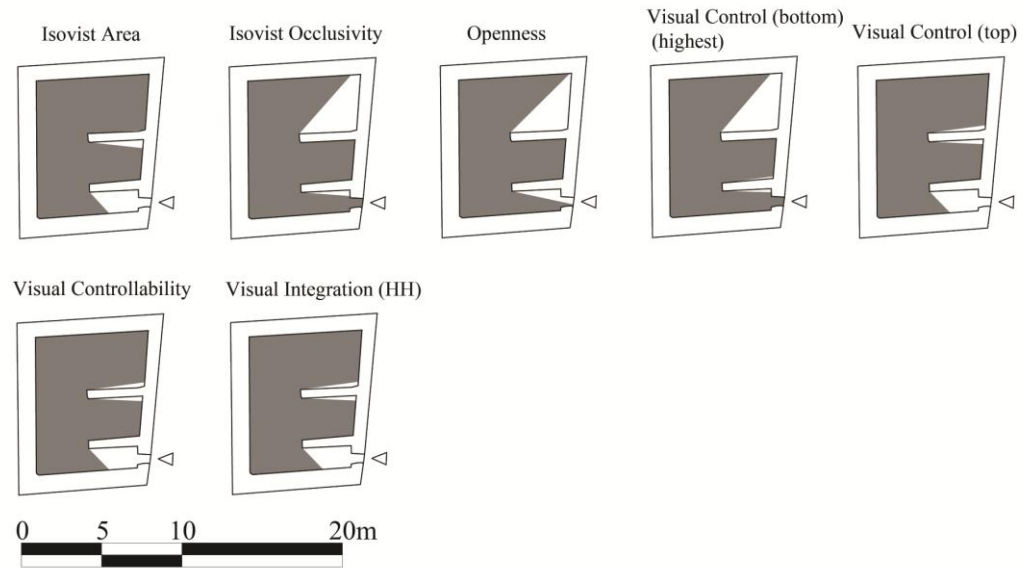 Isovist Area
Isovist Occlusivity
Openness
Visual Control (bottom)
(highest)
Visual Control (top)
Visual Controllability
Visual Integration (HH)
0 5 10 20m